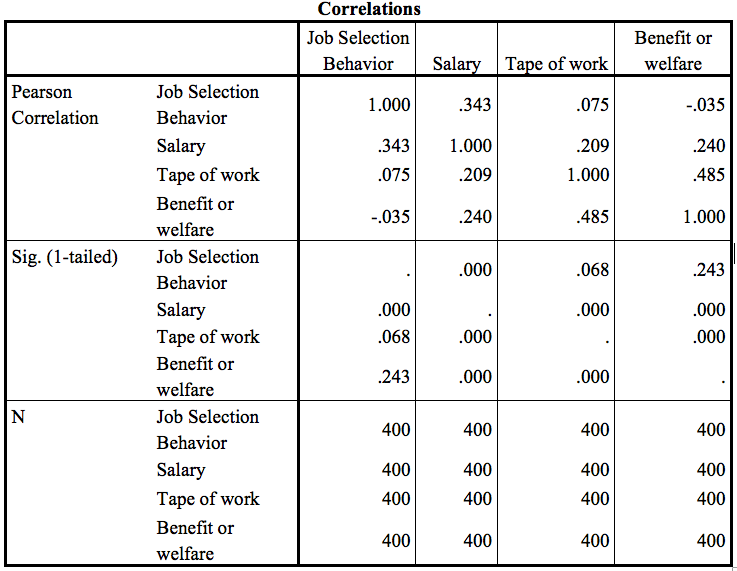 Correlations
Job Selection Behavior Salary Tape of work Benefit or welfare
Pearson Correlation Job Selection Behavior 1.000 .343 .075 -.035
Salary .343 1.000 .209 .240
Tape of work .075 .209 1.000 .485
Benefit or welfare -.035 .240 .485 1.000
Sig. (1-tailed) Job Selection Behavior . .000 .068 .243
Salary .000 . .000 .000
Tape of work .068 .000 . .000
Benefit or welfare .243 .000 .000 .
N Job Selection Behavior 400 400 400 400
Salary 400 400 400 400
Tape of work 400 400 400 400
Benefit or welfare 400 400 400 400